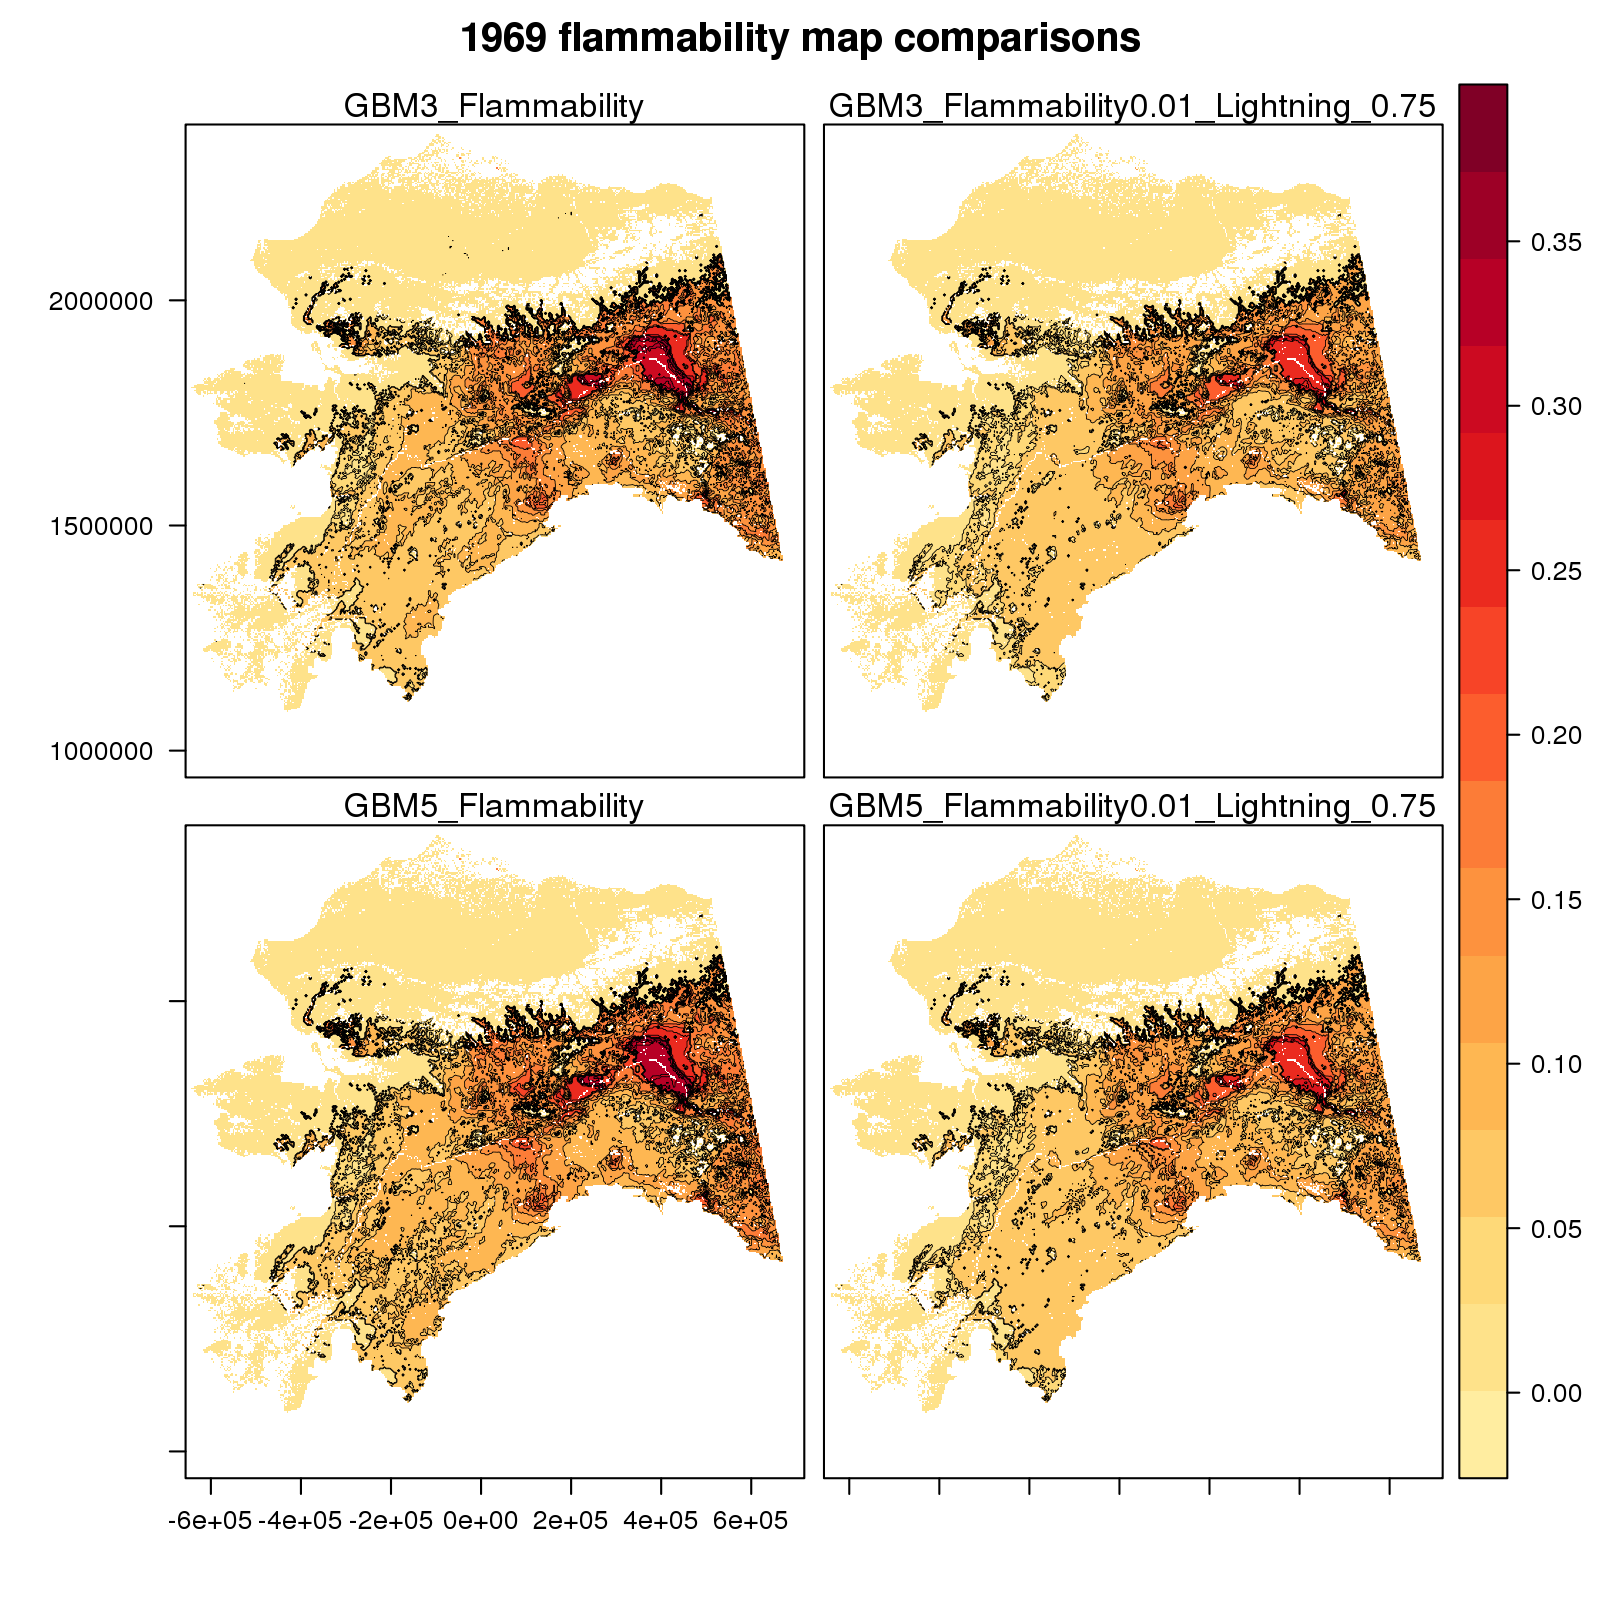 1969 flammability map comparisons
GBM3_Flammability
GBM3_Flammability0.01_Lightning_0.75
2000000
1500000
1000000
GBM5_Flammability
GBM5_Flammability0.01_Lightning_0.75
-6e+05 -4e+05 -2e+05 0e+00 2e+05 4e+05 6e+05
0.35
0.30
0.25
0.20
0.15
0.10
0.05
0.00